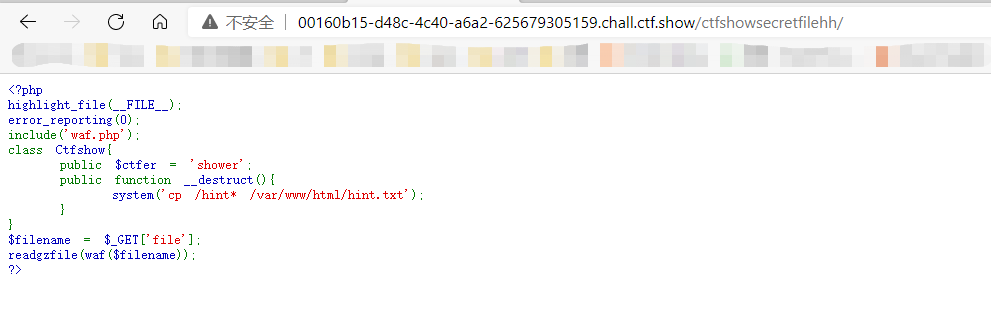 不安全 | 00160b15-d48c-4c40-a6a2-625679305159.chall.ctf.show/ctfshowsecretfilehh/
<?php
highlight_file(__FILE__);
error_reporting(0);
include('waf.php');
class Ctfshow{
public $ctfer = 'shower';
public function __destruct(){
system('cp /hint* /var/www/html/hint.txt');
}
}
$filename = $_GET['file'];
readgzfile(waf($filename));
?>